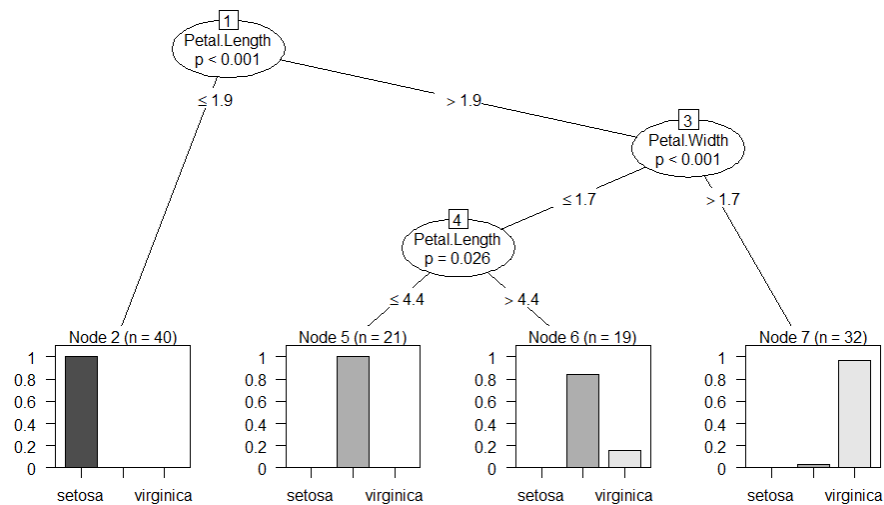 1
Petal.Length
p < 0.001
≤ 1.9
> 1.9
3
Petal.Width
p < 0.001
≤ 1.7
> 1.7
4
Petal.Length
p = 0.026
≤ 4.4
> 4.4
Node 2 (n = 40)
1
0.8
0.6
0.4
0.2
0
setosa
virginica
Node 5 (n = 21)
1
0.8
0.6
0.4
0.2
0
setosa
virginica
Node 6 (n = 19)
1
0.8
0.6
0.4
0.2
0
setosa
virginica
Node 7 (n = 32)
1
0.8
0.6
0.4
0.2
0
setosa
virginica